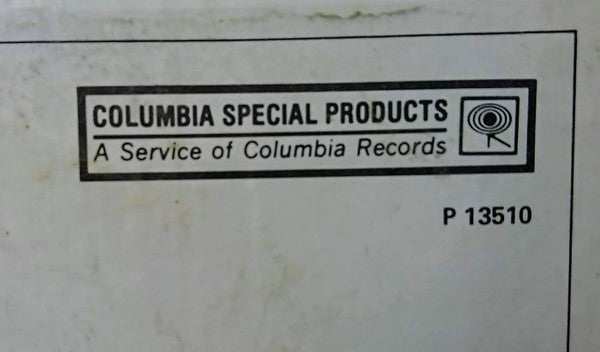 COLUMBIA SPECIAL PRODUCTS
A Service of Columbia Records
P 13510